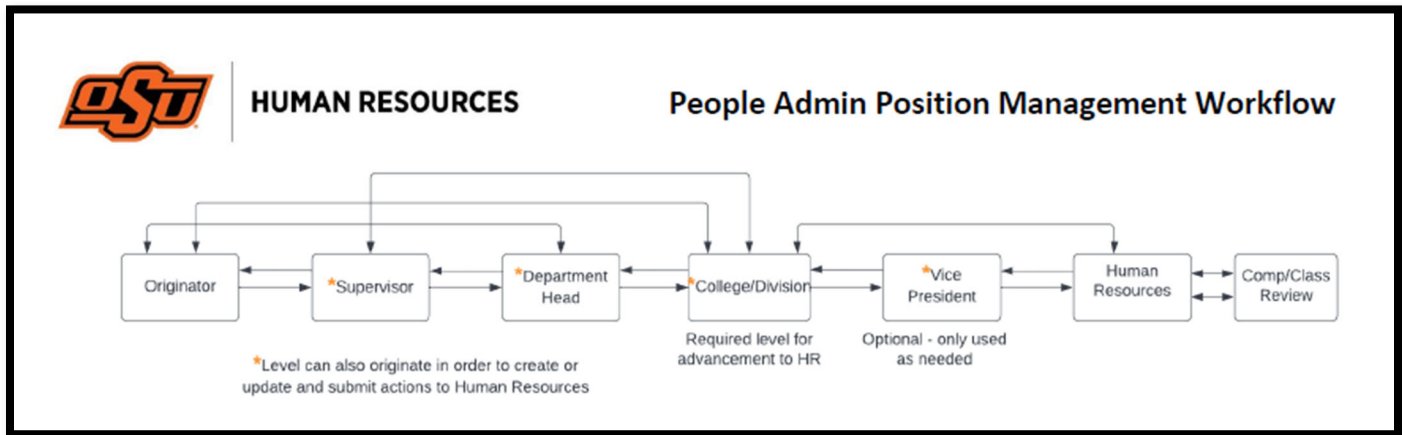 OSU
HUMAN RESOURCES
People Admin Position Management Workflow
Originator
*Supervisor
*Department
Head
*College/Division
*Vice
President
Human
Resources
Comp/Class
Review
Required level for
advancement to HR
Optional - only used
as needed
*Level can also originate in order to create or
update and submit actions to Human Resources